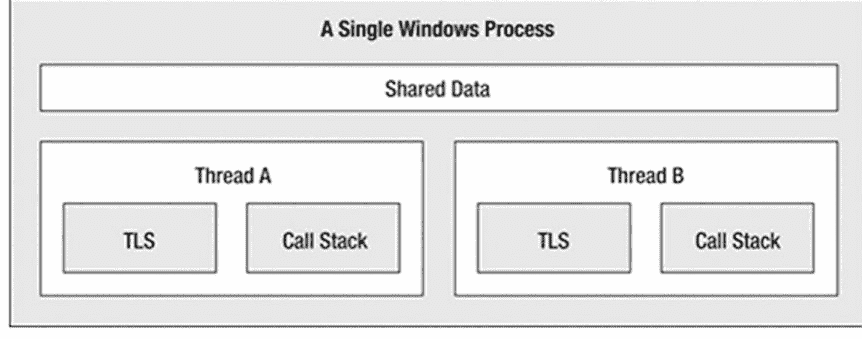 A Single Windows Process
Shared Data
Thread A
Thread B
TLS
Call Stack
TLS
Call Stack